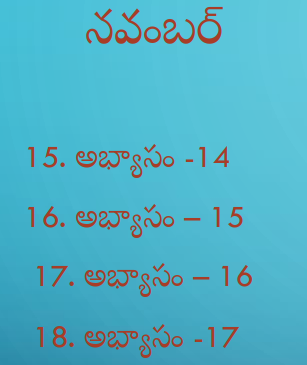 నవంబర్
15. అభ్యాసం -14
16. అభ్యాసం – 15
17. అభ్యాసం – 16
18. అభ్యాసం -17